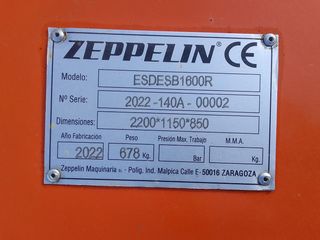 ZEPPELIN® CE
Modelo: ESDESB1600R
Nº Serie: 2022-140A-00002
Dimensiones: 2200*1150*850
Año Fabricación Peso Presión Max. Trabajo M.M.A.
2022 678 Kg. Bar. Kg.
Zeppelin Maquinaria - Polig. Ind. Malpica Calle E- 50016 ZARAGOZA